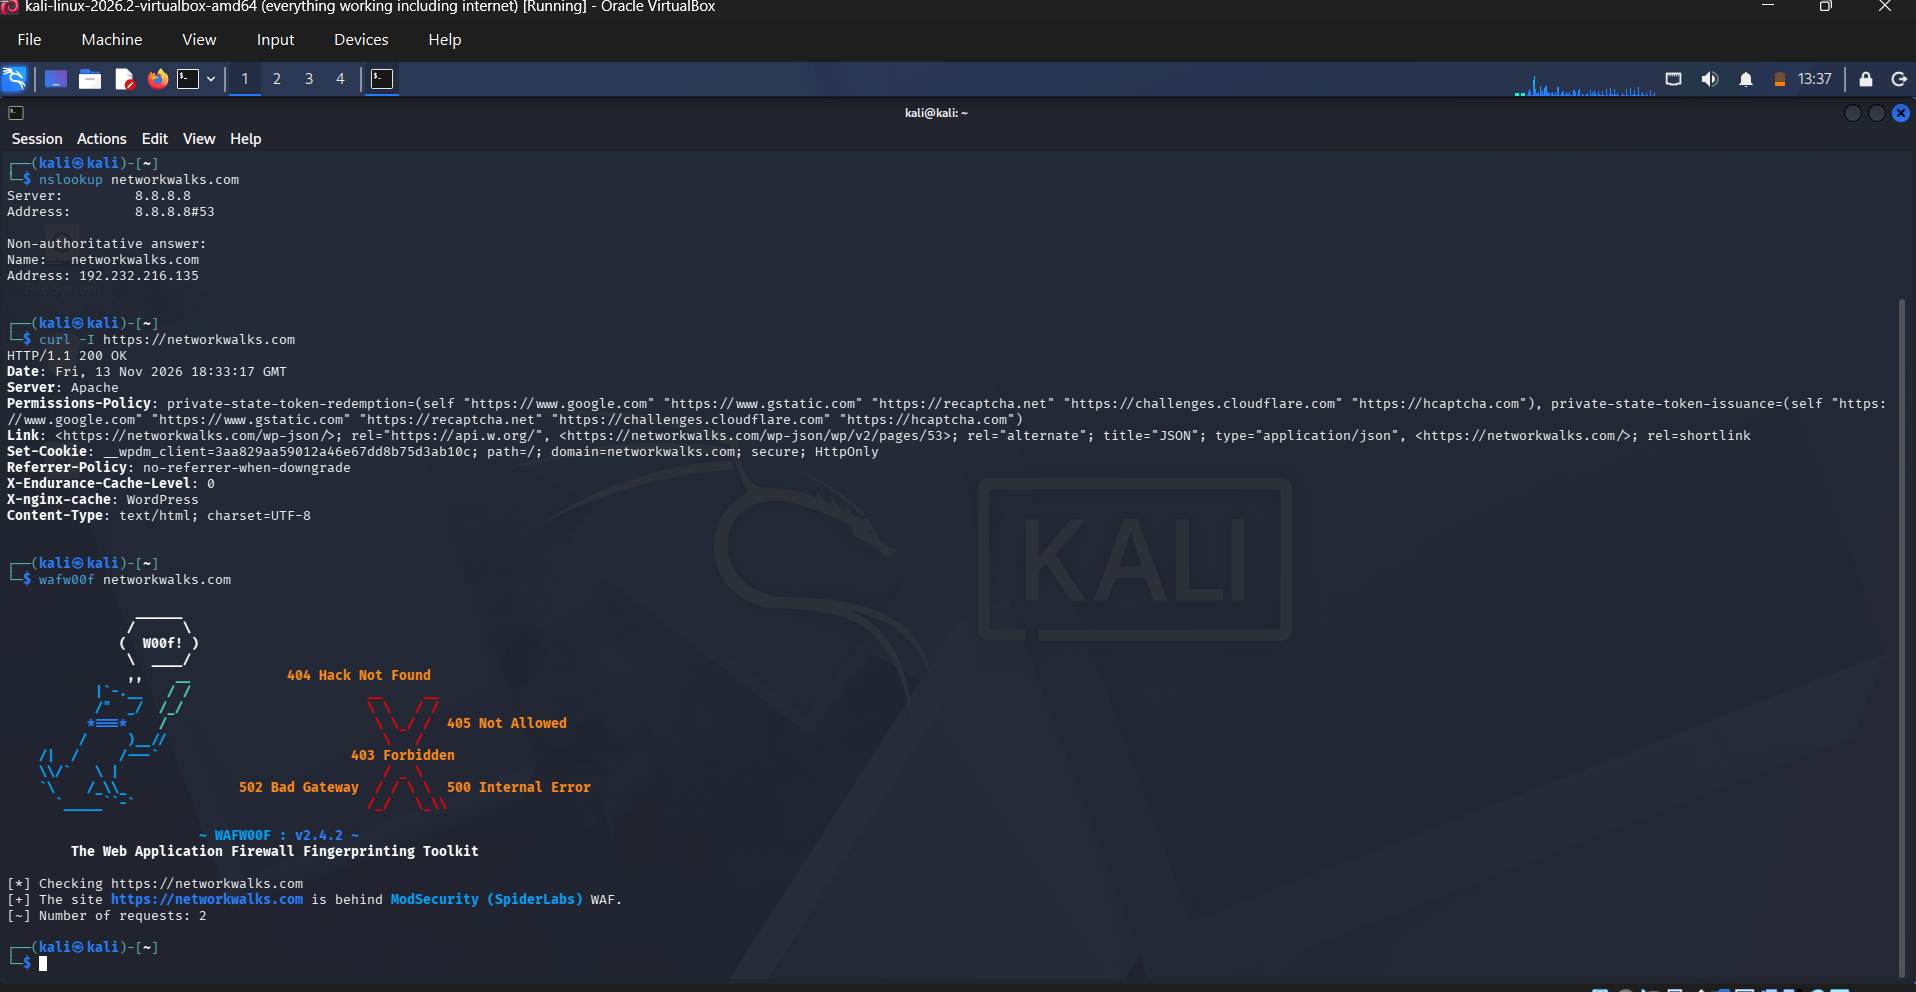 kali-linux-2026.2-virtualbox-amd64 (everything working including internet) [Running] - Oracle VirtualBox
File Machine View Input Devices Help
1 2 3 4 13:37
kali@kali: ~
Session Actions Edit View Help
┌──(kali㉿kali)-[~]
└─$ nslookup networkwalks.com
Server: 8.8.8.8
Address: 8.8.8.8#53
Non-authoritative answer:
Name: networkwalks.com
Address: 192.232.216.135
File System
┌──(kali㉿kali)-[~]
└─$ curl -I https://networkwalks.com
HTTP/1.1 200 OK
Date: Fri, 13 Nov 2026 18:33:17 GMT
Server: Apache
Permissions-Policy: private-state-token-redemption=(self "https://www.google.com" "https://www.gstatic.com" "https://recaptcha.net" "https://challenges.cloudflare.com" "https://hcaptcha.com"), private-state-token-issuance=(self "https:
//www.google.com" "https://www.gstatic.com" "https://recaptcha.net" "https://challenges.cloudflare.com" "https://hcaptcha.com")
Link: <https://networkwalks.com/wp-json/>; rel="https://api.w.org/", <https://networkwalks.com/wp-json/wp/v2/pages/53>; rel="alternate"; title="JSON"; type="application/json", <https://networkwalks.com/>; rel=shortlink
Set-Cookie: __wpdm_client=3aa829aa59012a46e67dd8b75d3ab10c; path=/; domain=networkwalks.com; secure; HttpOnly
Referrer-Policy: no-referrer-when-downgrade
X-Endurance-Cache-Level: 0
X-nginx-cache: WordPress
Content-Type: text/html; charset=UTF-8
KALI
┌──(kali㉿kali)-[~]
└─$ wafw00f networkwalks.com
W00f!
404 Hack Not Found
405 Not Allowed
403 Forbidden
502 Bad Gateway 500 Internal Error
~ WAFW00F : v2.4.2 ~
The Web Application Firewall Fingerprinting Toolkit
[*] Checking https://networkwalks.com
[+] The site https://networkwalks.com is behind ModSecurity (SpiderLabs) WAF.
[~] Number of requests: 2
┌──(kali㉿kali)-[~]
└─$